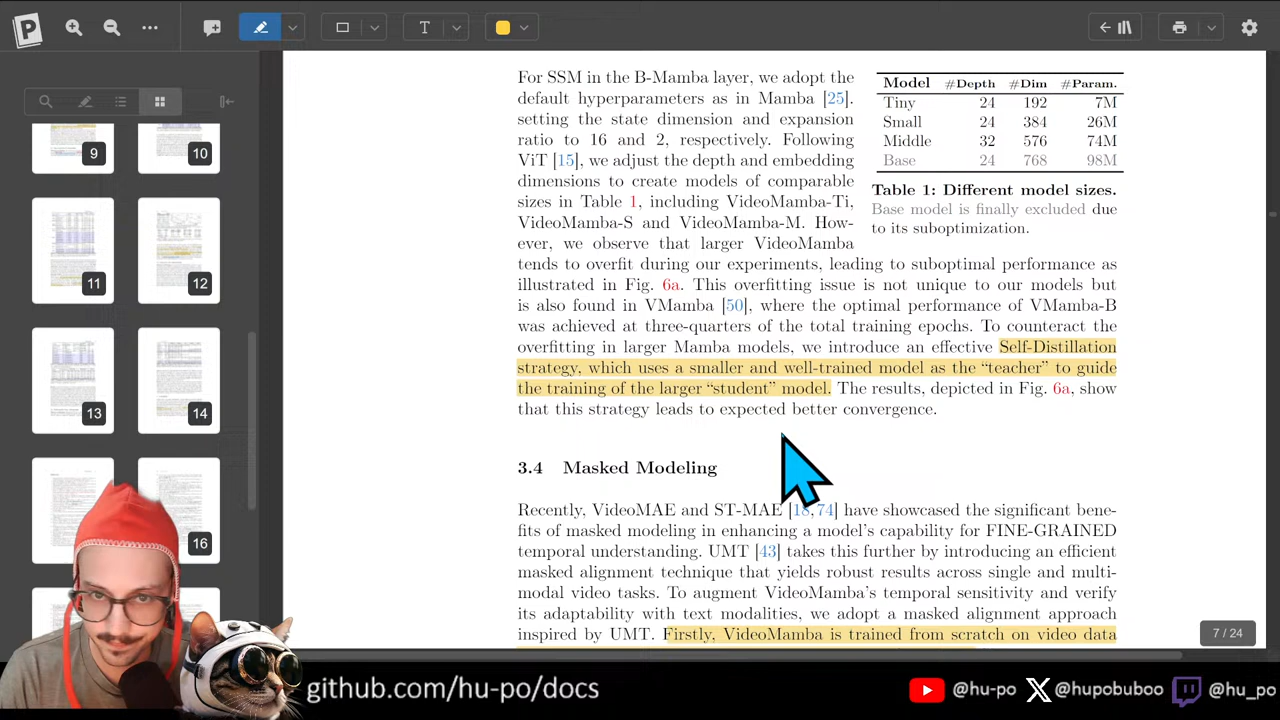 For SSM in the B-Mamba layer, we adopt the
default hyperparameters as in Mamba [25].
setting the state dimension and expansion
ratio to 16 and 2, respectively. Following
ViT [15], we adjust the depth and embedding
dimensions to create models of comparable
sizes in Table 1, including VideoMamba-Ti,
VideoMamba-S and VideoMamba-M. How-
ever, we observe that larger VideoMamba
tends to overfit during our experiments, leading to suboptimal performance as
illustrated in Fig. 6a. This overfitting issue is not unique to our models but
is also found in VMamba [50], where the optimal performance of VMamba-B
was achieved at three-quarters of the total training epochs. To counteract the
overfitting in larger Mamba models, we introduce an effective Self-Distillation
strategy, which uses a smaller and well-trained model as the “teacher” to guide
the training of the larger “student” model. The results, depicted in Fig. 6a, show
that this strategy leads to expected better convergence.
Model #Depth #Dim #Param.
Tiny 24 192 7M
Small 24 384 26M
Middle 32 576 74M
Base 24 768 98M
Table 1: Different model sizes.
Base model is finally excluded due
to its suboptimization.
3.4 Masked Modeling
Recently, VideoMAE and ST-MAE [18,74] have showcased the significant bene-
fits of masked modeling in enhancing a model’s capability for FINE-GRAINED
temporal understanding. UMT [43] takes this further by introducing an efficient
masked alignment technique that yields robust results across single and multi-
modal video tasks. To augment VideoMamba’s temporal sensitivity and verify
its adaptability with text modalities, we adopt a masked alignment approach
inspired by UMT. Firstly, VideoMamba is trained from scratch on video data
9
10
11
12
13
14
16
7 / 24
T
github.com/hu-po/docs
@hu-po
@hupobuboo
@hu_po